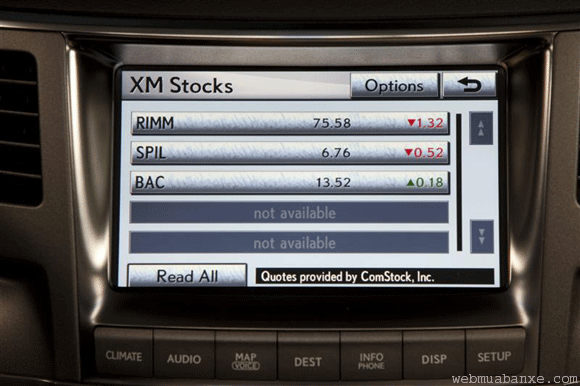 XM Stocks Options
RIMM 75.58 ▼1.32
SPIL 6.76 ▼0.52
BAC 13.52 ▲0.18
not available
not available
Read All Quotes provided by ComStock, Inc.
CLIMATE AUDIO MAP VOICE DEST INFO PHONE DISP SETUP
webmuabanxe.com